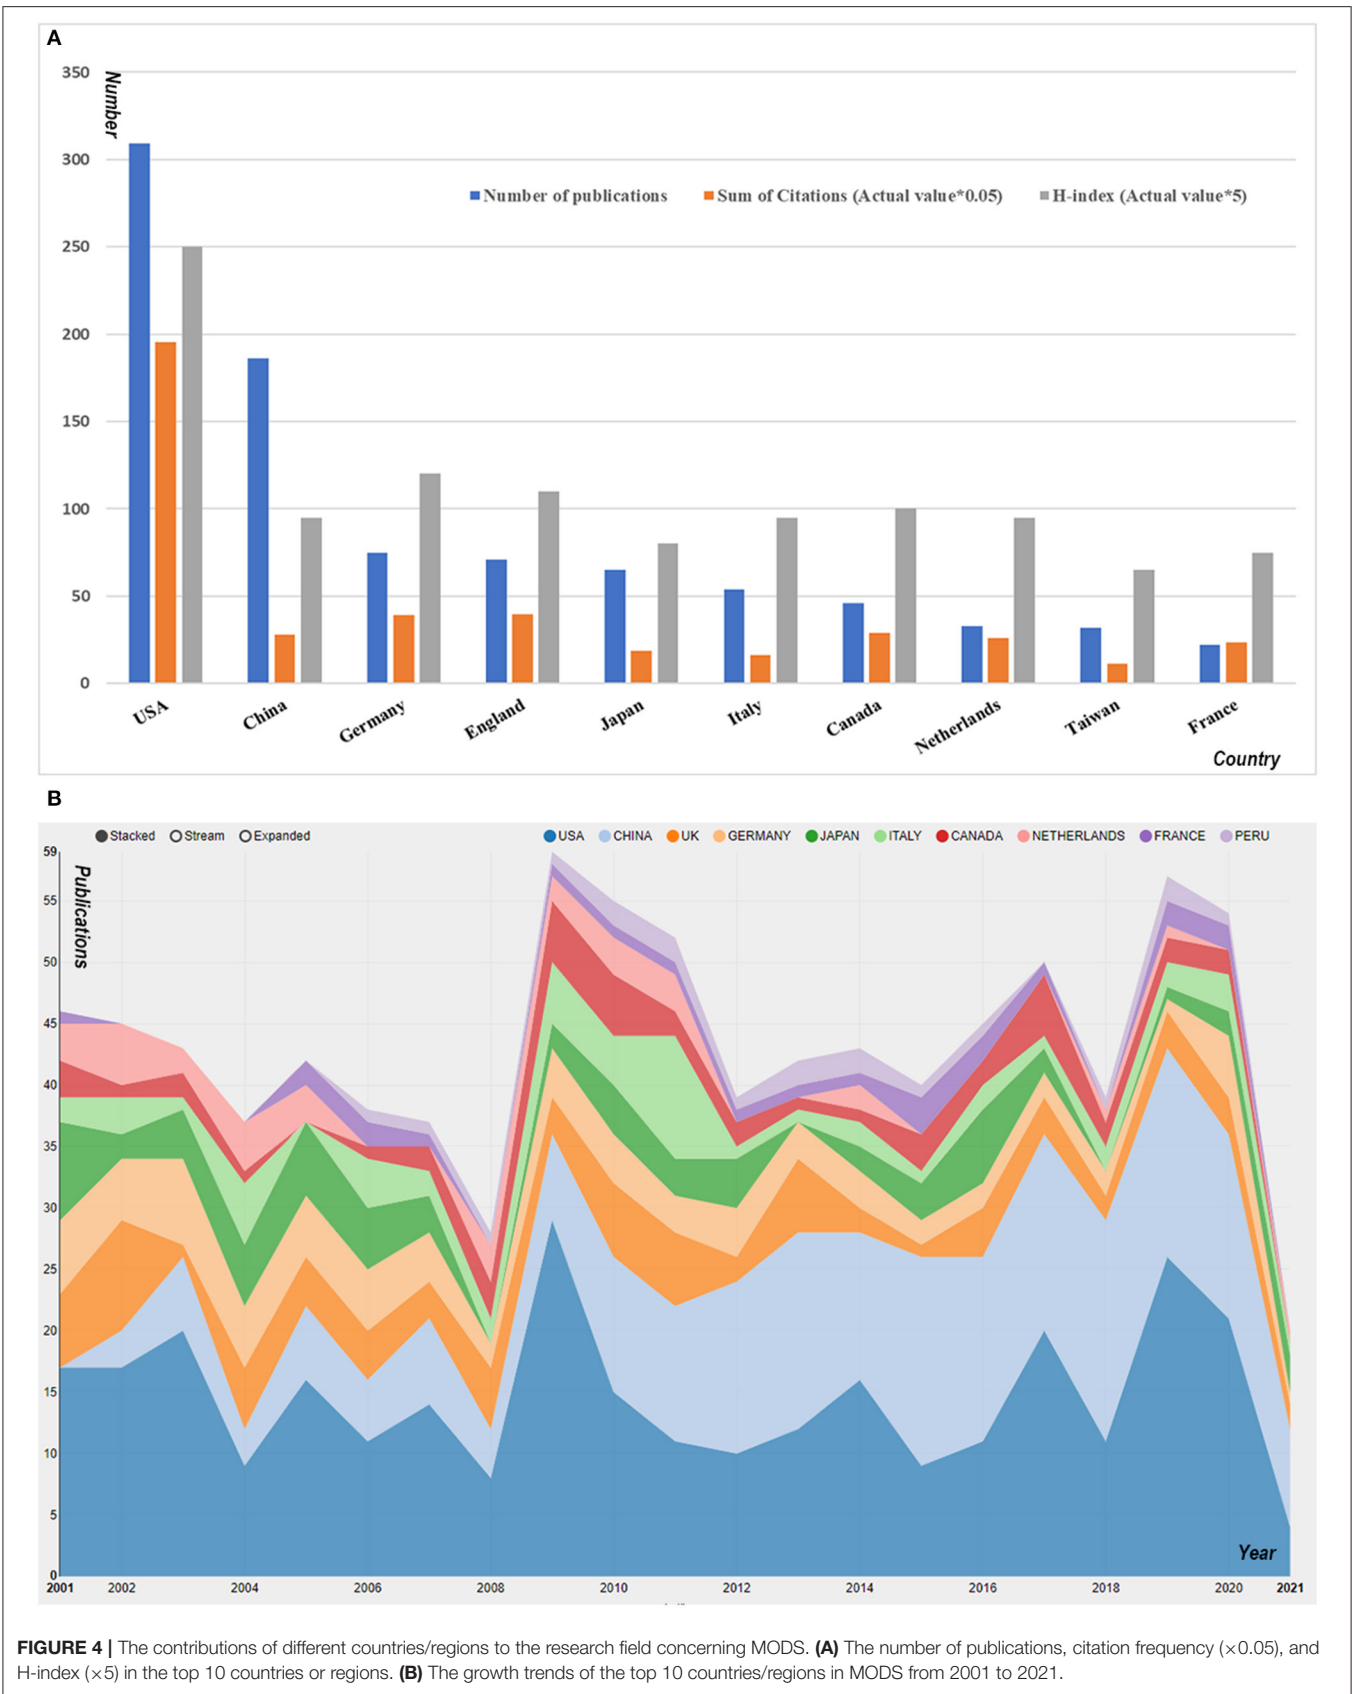 A
Number
350
300
250
200
150
100
50
0
Number of publications Sum of Citations (Actual value*0.05) H-index (Actual value*5)
USA China Germany England Japan Italy Canada Netherlands Taiwan France
Country
B
Stacked Stream Expanded USA CHINA UK GERMANY JAPAN ITALY CANADA NETHERLANDS FRANCE PERU
Publications
59
55
50
45
40
35
30
25
20
15
10
5
0
Year
2001 2002 2004 2006 2008 2010 2012 2014 2016 2018 2020 2021
FIGURE 4 | The contributions of different countries/regions to the research field concerning MODS. (A) The number of publications, citation frequency (×0.05), and
H-index (×5) in the top 10 countries or regions. (B) The growth trends of the top 10 countries/regions in MODS from 2001 to 2021.